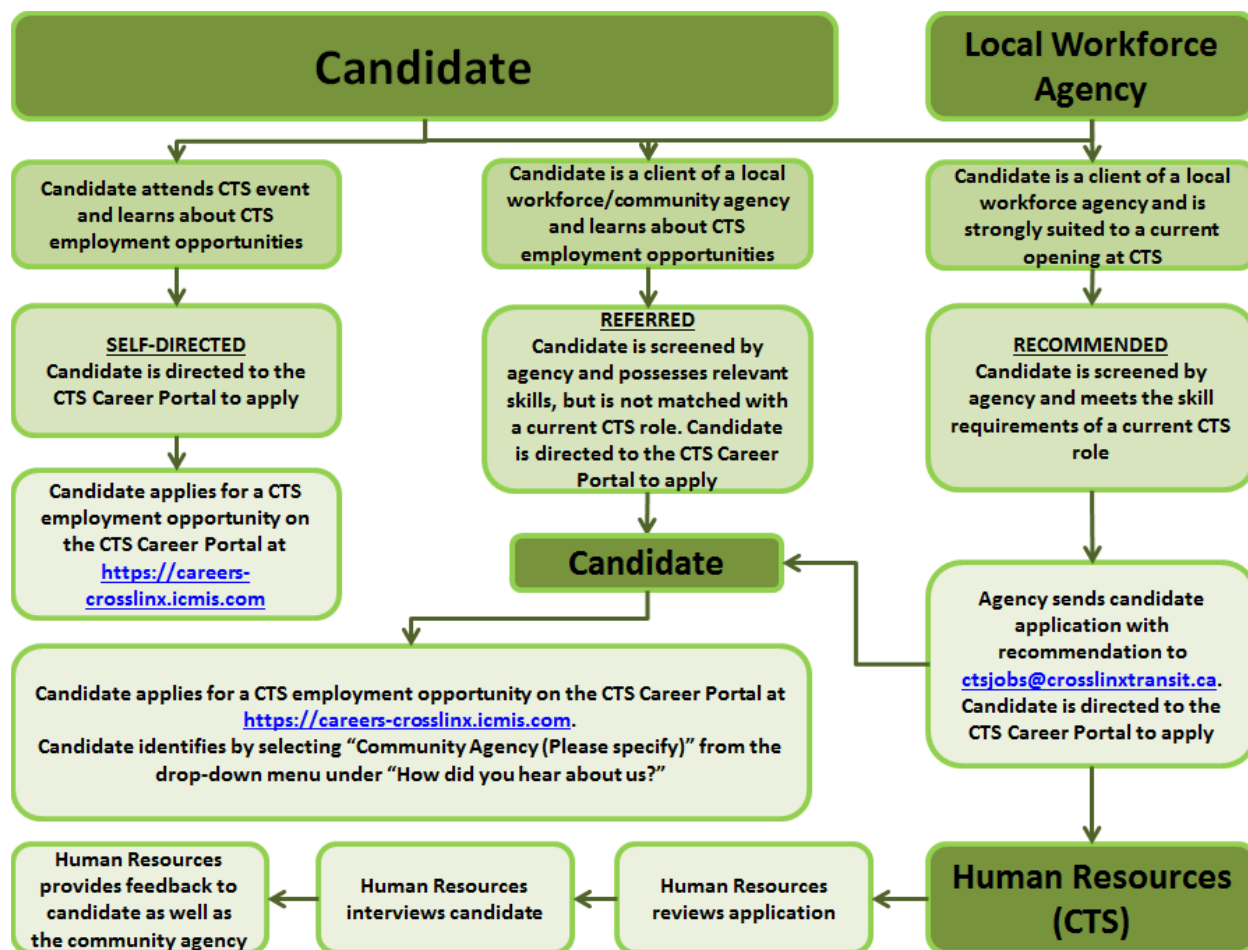 Candidate
Local Workforce
Agency
Candidate attends CTS event
and learns about CTS
employment opportunities
Candidate is a client of a local
workforce/community agency
and learns about CTS
employment opportunities
Candidate is a client of a local
workforce agency and is
strongly suited to a current
opening at CTS
SELF-DIRECTED
Candidate is directed to the
CTS Career Portal to apply
REFERRED
Candidate is screened by
agency and possesses relevant
skills, but is not matched with
a current CTS role. Candidate
is directed to the CTS Career
Portal to apply
RECOMMENDED
Candidate is screened by
agency and meets the skill
requirements of a current CTS
role
Candidate applies for a CTS
employment opportunity on
the CTS Career Portal at
https://careers-
crosslinx.icmis.com
Candidate
Agency sends candidate
application with
recommendation to
ctsjobs@crosslinxtransit.ca.
Candidate is directed to the
CTS Career Portal to apply
Candidate applies for a CTS employment opportunity on the CTS Career Portal at
https://careers-crosslinx.icmis.com.
Candidate identifies by selecting “Community Agency (Please specify)” from the
drop-down menu under “How did you hear about us?”
Human Resources
provides feedback to
candidate as well as
the community agency
Human Resources
interviews candidate
Human Resources
reviews application
Human Resources
(CTS)